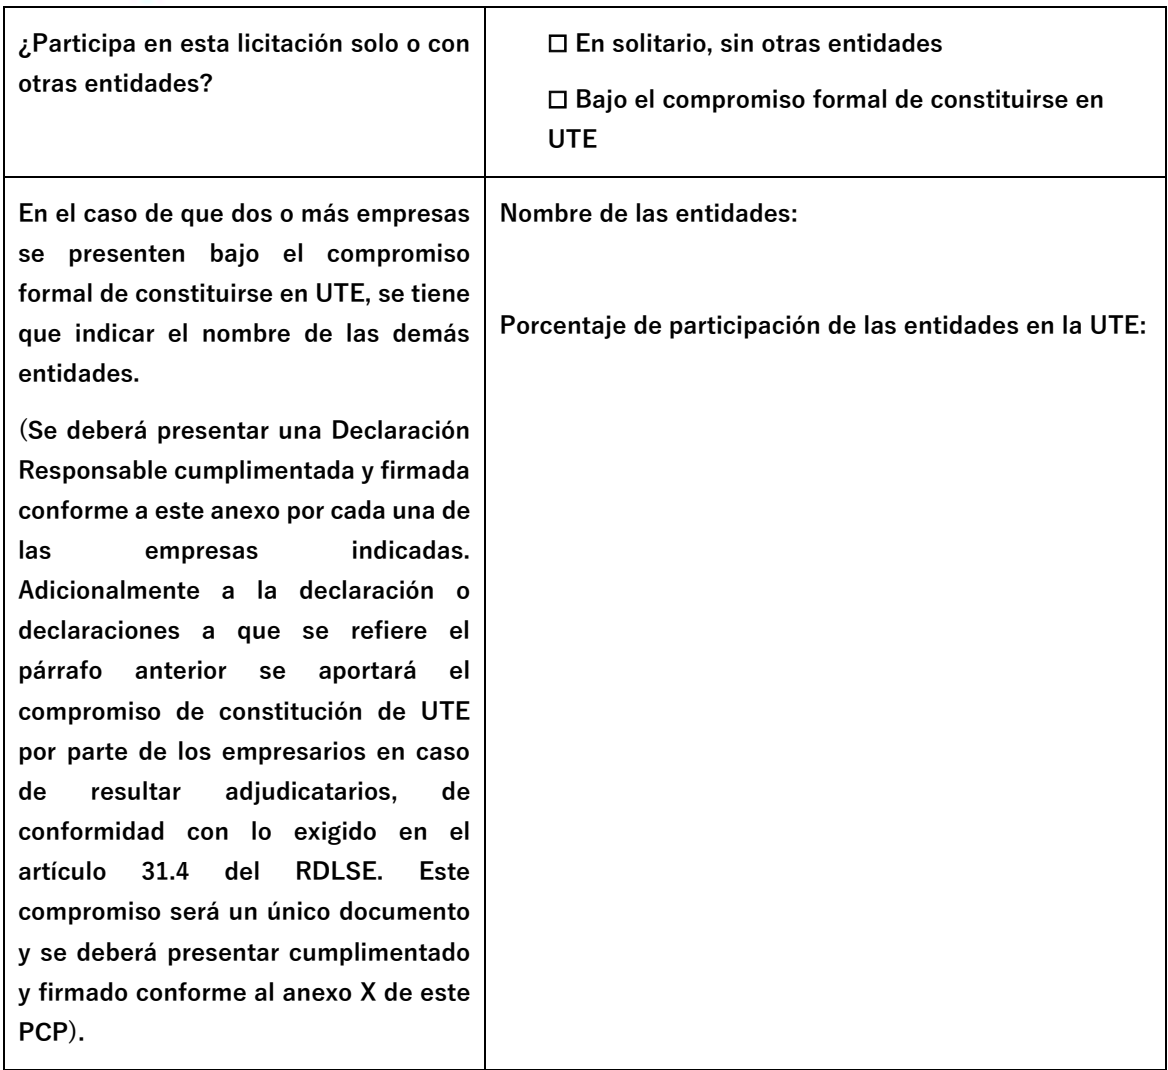 ¿Participa en esta licitación solo o con
otras entidades?
☐ En solitario, sin otras entidades
☐ Bajo el compromiso formal de constituirse en
UTE
En el caso de que dos o más empresas
se presenten bajo el compromiso
formal de constituirse en UTE, se tiene
que indicar el nombre de las demás
entidades.
(Se deberá presentar una Declaración
Responsable cumplimentada y firmada
conforme a este anexo por cada una de
las empresas indicadas.
Adicionalmente a la declaración o
declaraciones a que se refiere el
párrafo anterior se aportará el
compromiso de constitución de UTE
por parte de los empresarios en caso
de resultar adjudicatarios, de
conformidad con lo exigido en el
artículo 31.4 del RDLSE. Este
compromiso será un único documento
y se deberá presentar cumplimentado
y firmado conforme al anexo X de este
PCP).
Nombre de las entidades:
Porcentaje de participación de las entidades en la UTE: